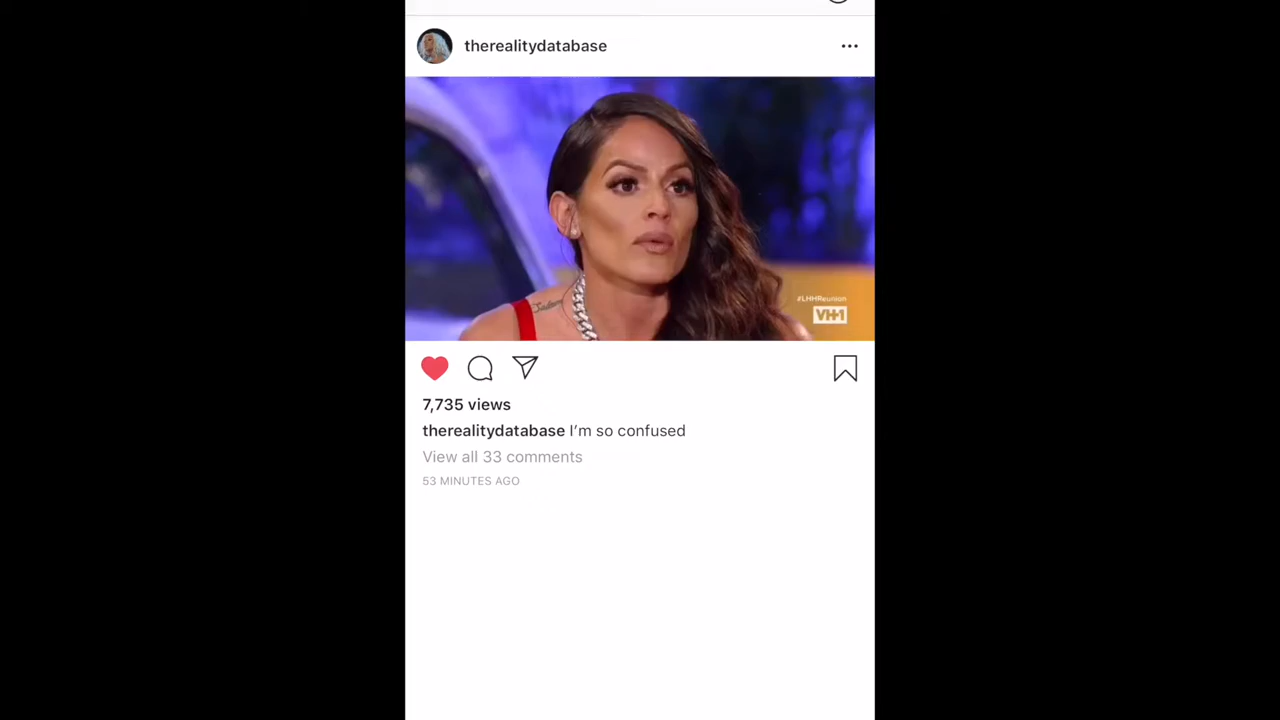 therealitydatabase
#LHHReunion
VH1
7,735 views
therealitydatabase I'm so confused
View all 33 comments
53 MINUTES AGO